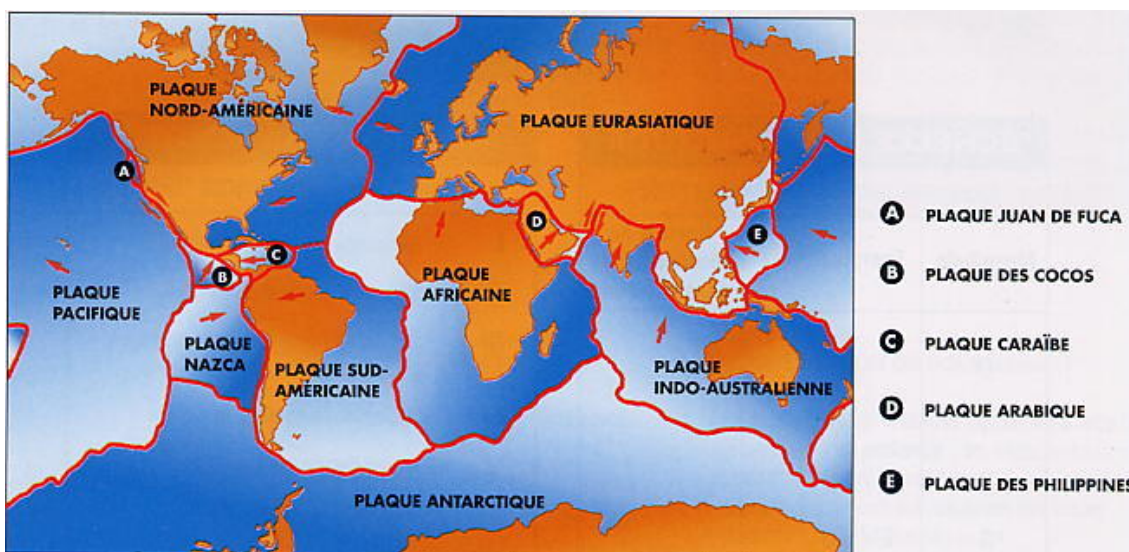 PLAQUE
NORD-AMÉRICAINE
PLAQUE EURASIATIQUE
A
D
E
C
B
PLAQUE
PACIFIQUE
PLAQUE
AFRICAINE
PLAQUE
NAZCA
PLAQUE SUD-
AMÉRICAINE
PLAQUE
INDO-AUSTRALIENNE
PLAQUE ANTARCTIQUE
A PLAQUE JUAN DE FUCA
B PLAQUE DES COCOS
C PLAQUE CARAÏBE
D PLAQUE ARABIQUE
E PLAQUE DES PHILIPPINES